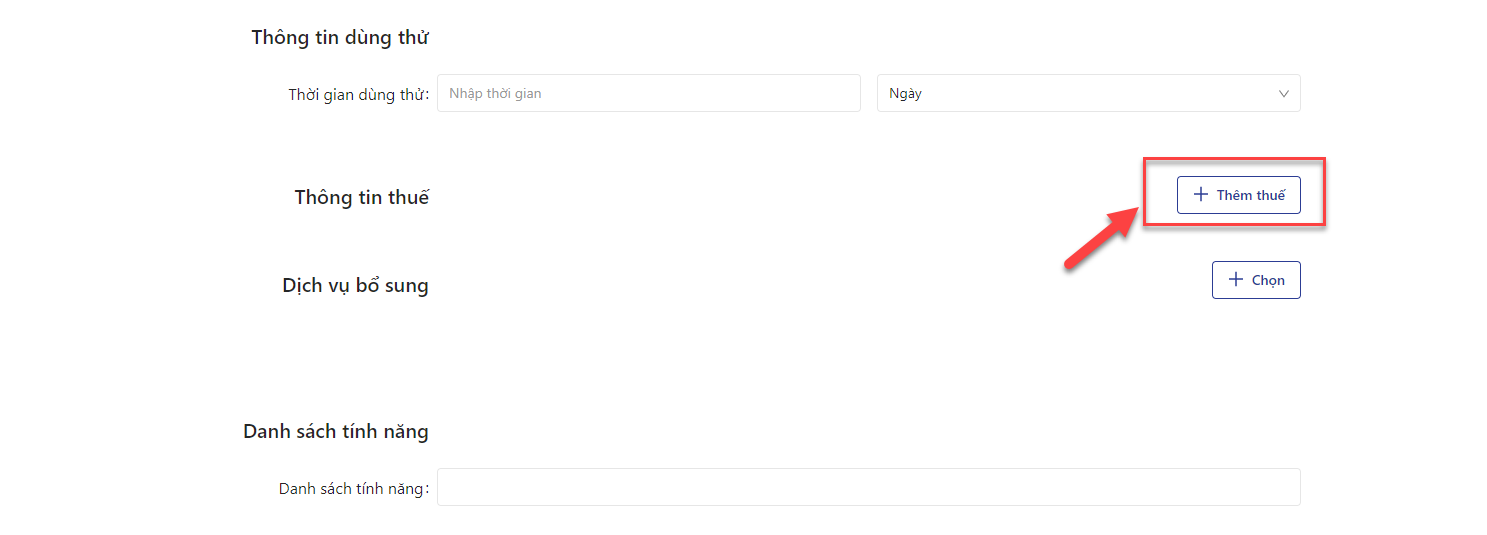 Thông tin dùng thử
Thời gian dùng thử: Nhập thời gian Ngày
Thông tin thuế + Thêm thuế
Dịch vụ bổ sung + Chọn
Danh sách tính năng
Danh sách tính năng: